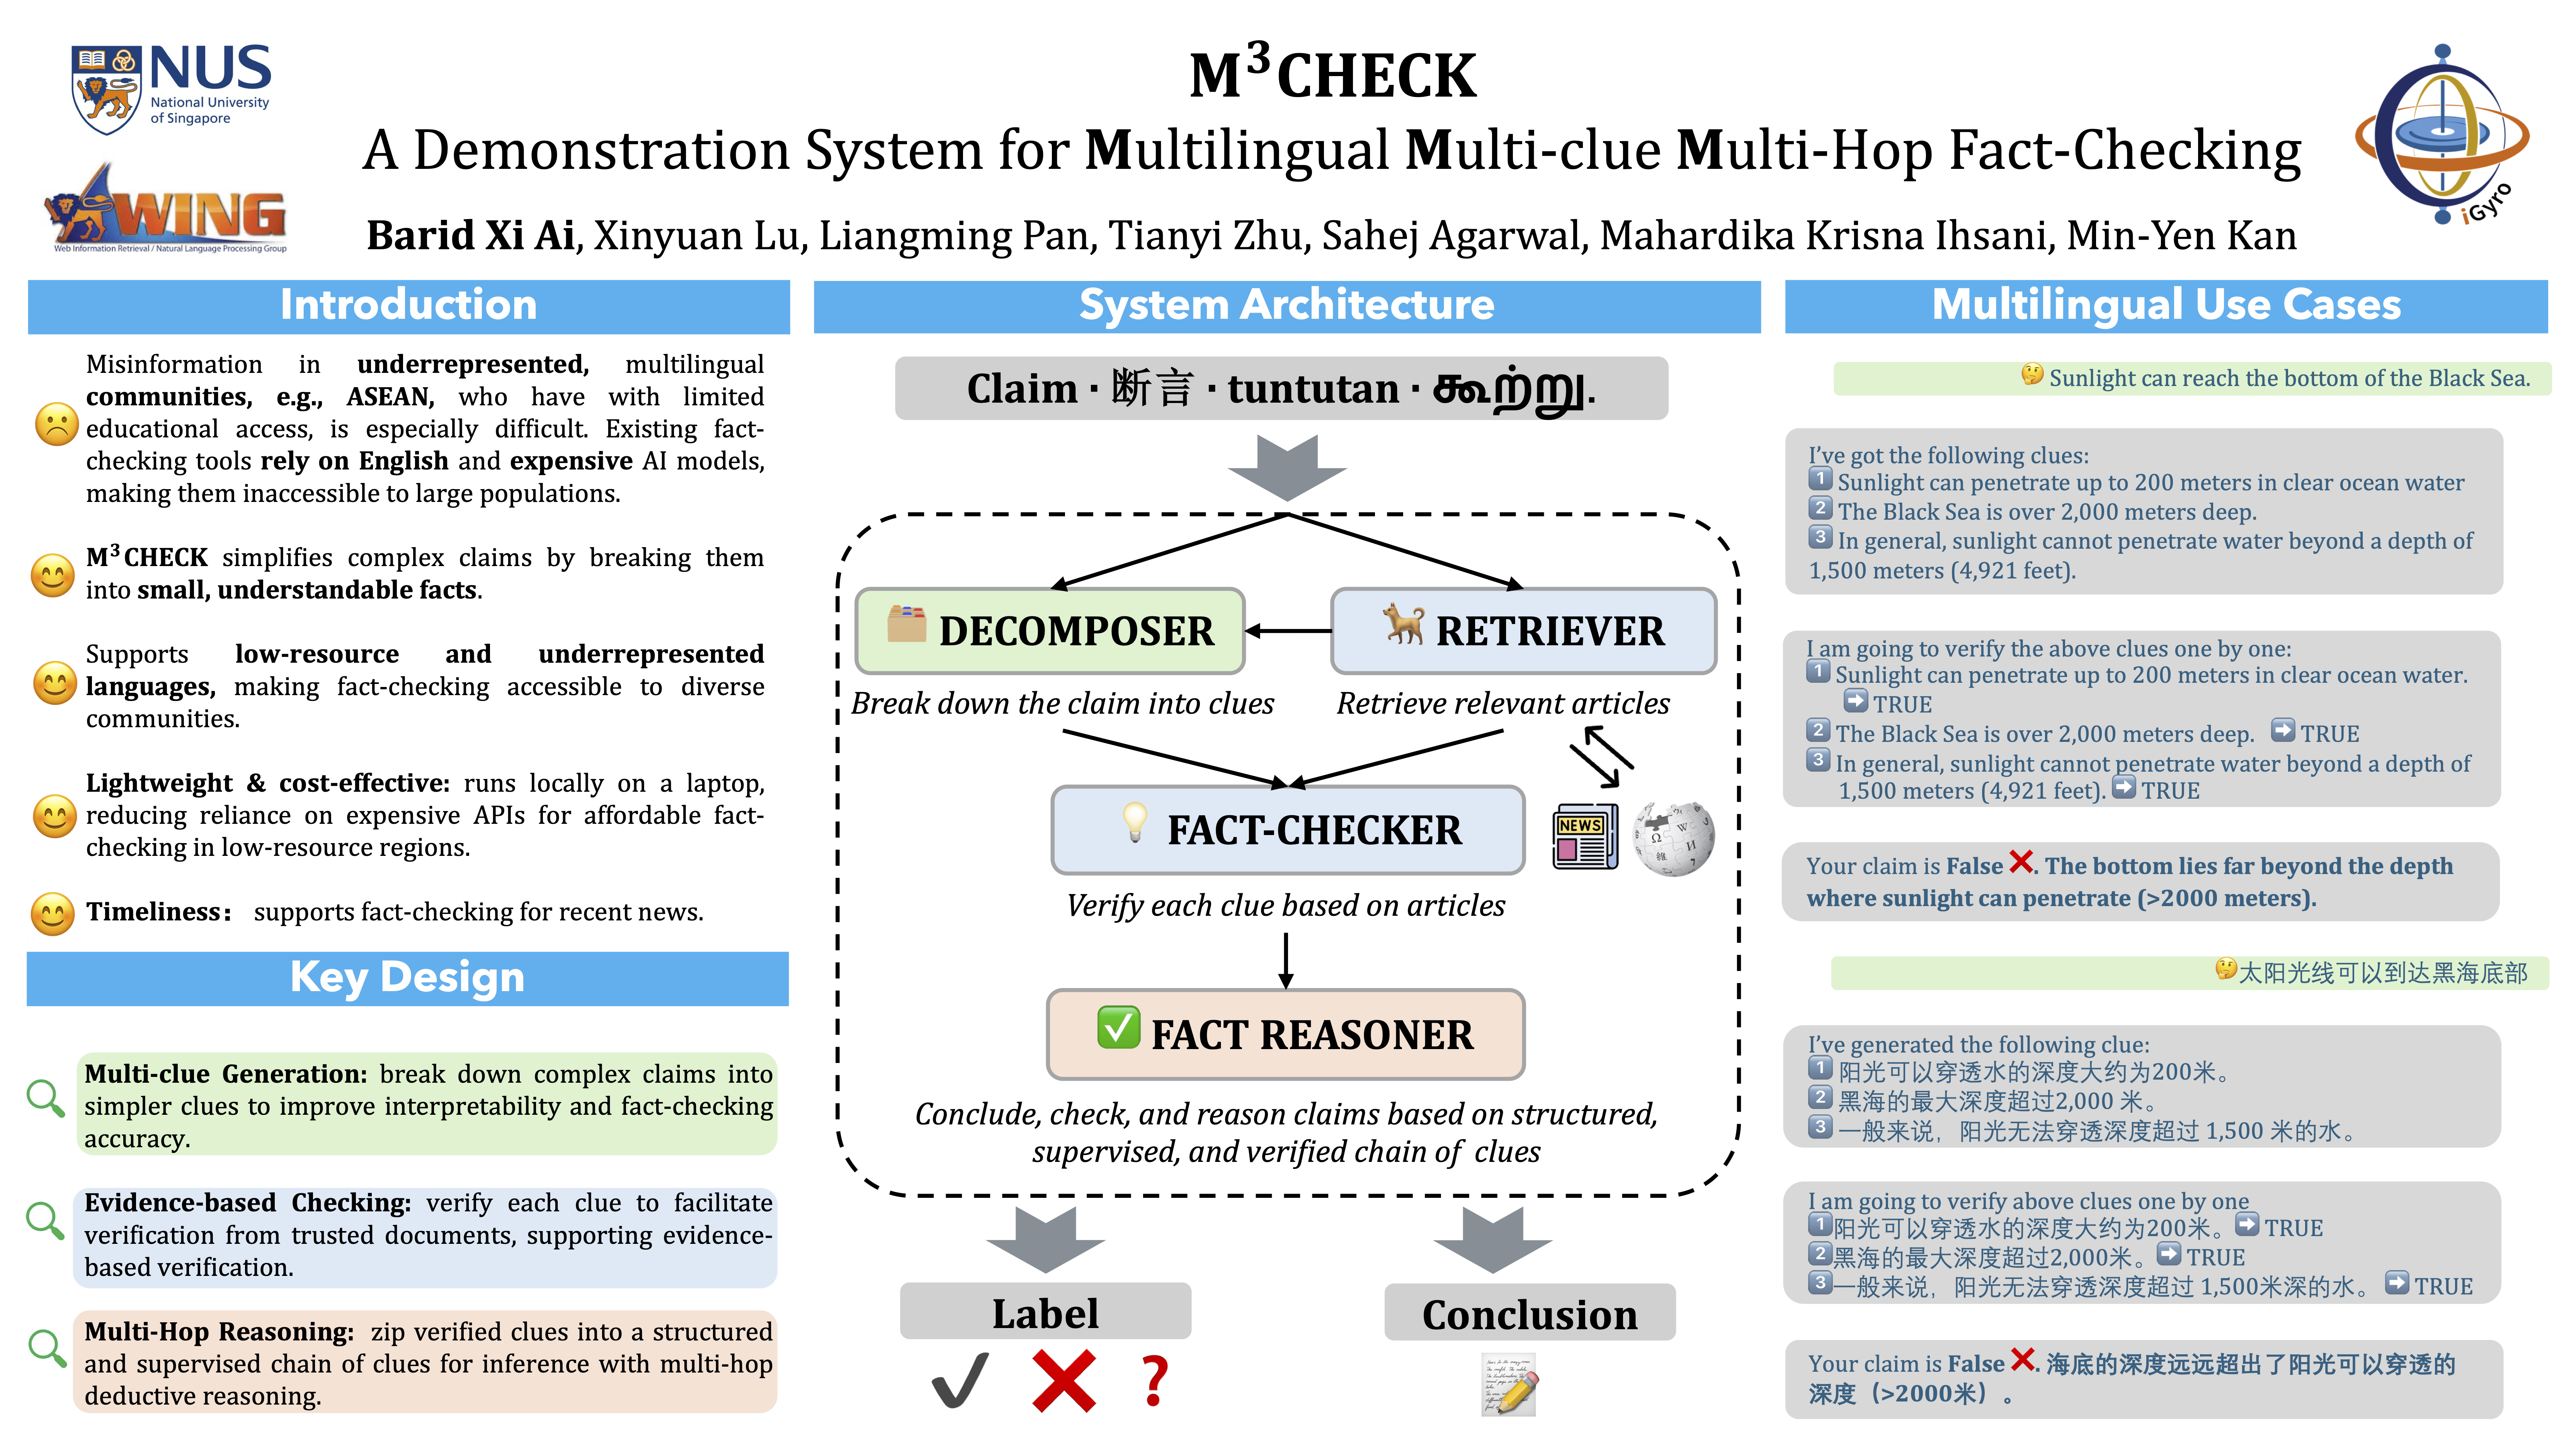 NUS
National University
of Singapore
WING
Web Information Retrieval / Natural Language Processing Group
M³CHECK
A Demonstration System for Multilingual Multi-clue Multi-Hop Fact-Checking
Barid Xi Ai, Xinyuan Lu, Liangming Pan, Tianyi Zhu, Sahej Agarwal, Mahardika Krisna Ihsani, Min-Yen Kan
iGyro
Introduction
Misinformation in underrepresented, multilingual
communities, e.g., ASEAN, who have with limited
educational access, is especially difficult. Existing fact-
checking tools rely on English and expensive AI models,
making them inaccessible to large populations.
M³CHECK simplifies complex claims by breaking them
into small, understandable facts.
Supports low-resource and underrepresented
languages, making fact-checking accessible to diverse
communities.
Lightweight & cost-effective: runs locally on a laptop,
reducing reliance on expensive APIs for affordable fact-
checking in low-resource regions.
Timeliness： supports fact-checking for recent news.
Key Design
Multi-clue Generation: break down complex claims into
simpler clues to improve interpretability and fact-checking
accuracy.
Evidence-based Checking: verify each clue to facilitate
verification from trusted documents, supporting evidence-
based verification.
Multi-Hop Reasoning: zip verified clues into a structured
and supervised chain of clues for inference with multi-hop
deductive reasoning.
System Architecture
Claim · 断言 · tuntutan · கூற்று.
DECOMPOSER
RETRIEVER
Break down the claim into clues
Retrieve relevant articles
FACT-CHECKER
NEWS
Verify each clue based on articles
FACT REASONER
Conclude, check, and reason claims based on structured,
supervised, and verified chain of clues
Label
Conclusion
?
Multilingual Use Cases
Sunlight can reach the bottom of the Black Sea.
I've got the following clues:
1 Sunlight can penetrate up to 200 meters in clear ocean water
2 The Black Sea is over 2,000 meters deep.
3 In general, sunlight cannot penetrate water beyond a depth of
1,500 meters (4,921 feet).
I am going to verify the above clues one by one:
1 Sunlight can penetrate up to 200 meters in clear ocean water.
➡ TRUE
2 The Black Sea is over 2,000 meters deep. ➡ TRUE
3 In general, sunlight cannot penetrate water beyond a depth of
1,500 meters (4,921 feet). ➡ TRUE
Your claim is False ❌. The bottom lies far beyond the depth
where sunlight can penetrate (>2000 meters).
太阳光线可以到达黑海底部
I've generated the following clue:
1 阳光可以穿透水的深度大约为200米。
2 黑海的最大深度超过2,000 米。
3 一般来说，阳光无法穿透深度超过 1,500 米的水。
I am going to verify above clues one by one
1 阳光可以穿透水的深度大约为200米。➡ TRUE
2 黑海的最大深度超过2,000米。➡ TRUE
3 一般来说，阳光无法穿透深度超过 1,500米深的水。 ➡ TRUE
Your claim is False ❌. 海底的深度远远超出了阳光可以穿透的
深度（>2000米）。